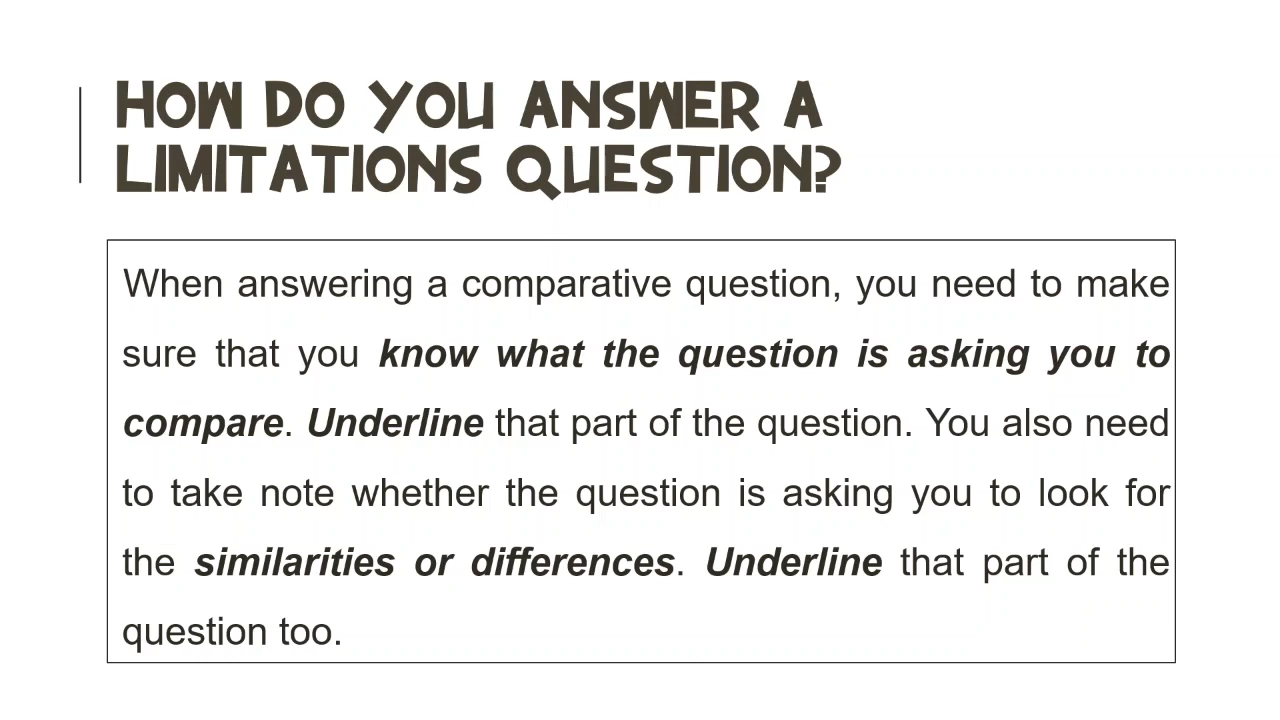 HOW DO YOU ANSWER A
LIMITATIONS QUESTION?
When answering a comparative question, you need to make
sure that you know what the question is asking you to
compare. Underline that part of the question. You also need
to take note whether the question is asking you to look for
the similarities or differences. Underline that part of the
question too.